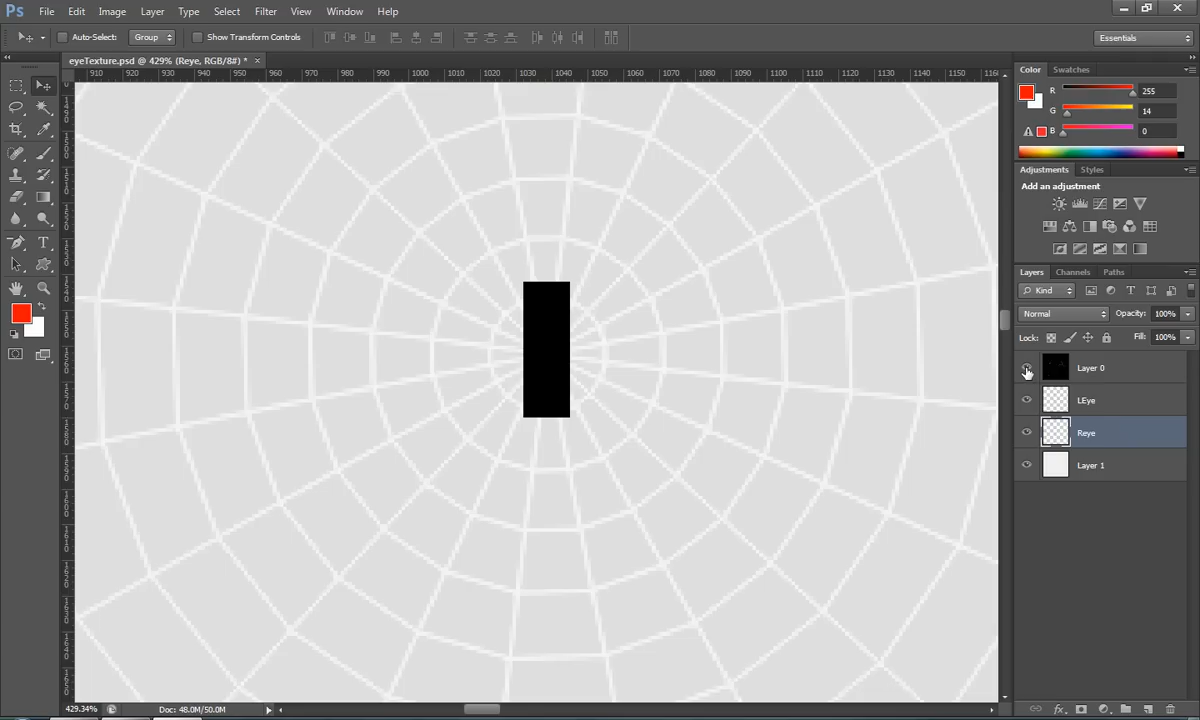 Ps File Edit Image Layer Type Select Filter View Window Help
Auto-Select: Group Show Transform Controls Essentials
eyeTexture.psd @ 429% (Reye, RGB/8#) * ×
910 920 930 940 950 960 970 980 990 1000 1010 1020 1030 1040 1050 1060 1070 1080 1090 1100 1110 1120 1130 1140 1150 116
Color Swatches
R 255
G 14
B 0
Adjustments Styles
Add an adjustment
Layers Channels Paths
Kind
Normal Opacity: 100%
Lock: Fill: 100%
Layer 0
LEye
Reye
Layer 1
429.34% Doc: 48.0M/50.0M